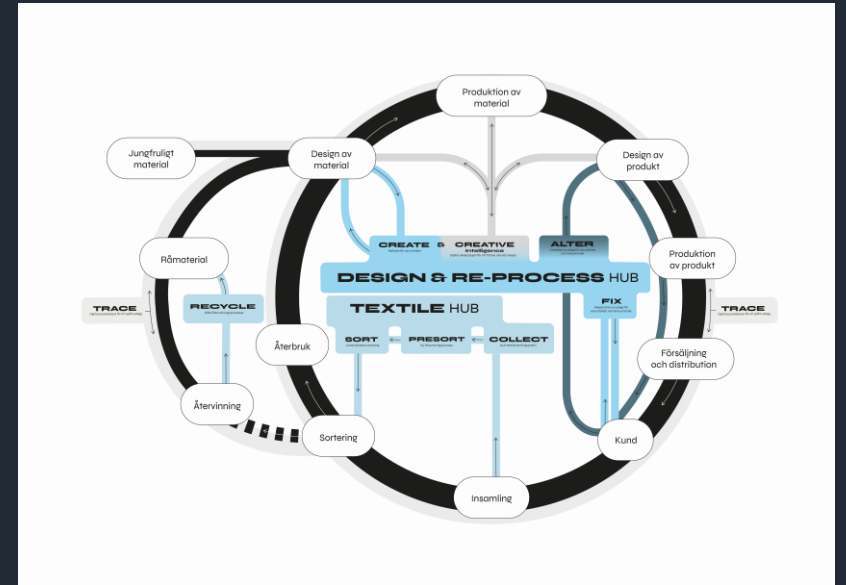 Produktion av
material
Jungfruligt
material
Design av
material
Design av
produkt
CREATE & CREATIVE
Intelligence
ALTER
Råmaterial
Produktion
av produkt
DESIGN & RE-PROCESS HUB
RECYCLE
TEXTILE HUB
FIX
TRACE
TRACE
SORT
PRESORT
COLLECT
Återbruk
Försäljning
och distribution
Återvinning
Sortering
Kund
Insamling